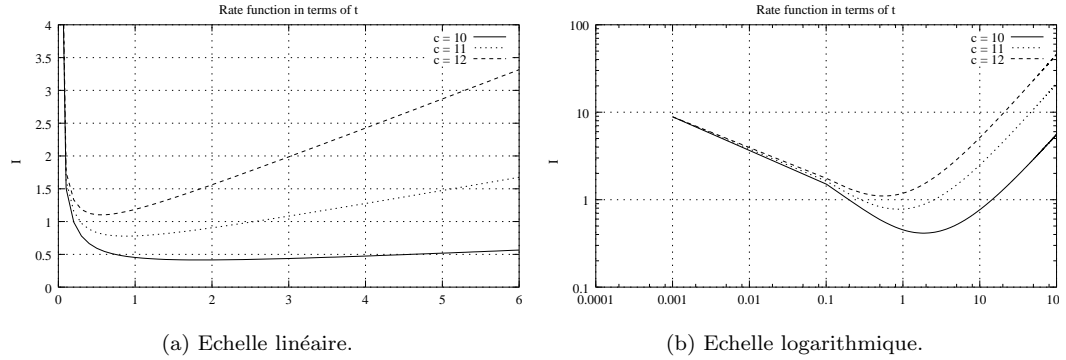 Rate function in terms of t
4
3.5
3
2.5
2
1.5
1
0.5
0
I
c = 10
c = 11
c = 12
0 1 2 3 4 5 6
(a) Echelle linéaire.
Rate function in terms of t
100
10
1
0.1
I
c = 10
c = 11
c = 12
0.0001 0.001 0.01 0.1 1 10 10
(b) Echelle logarithmique.